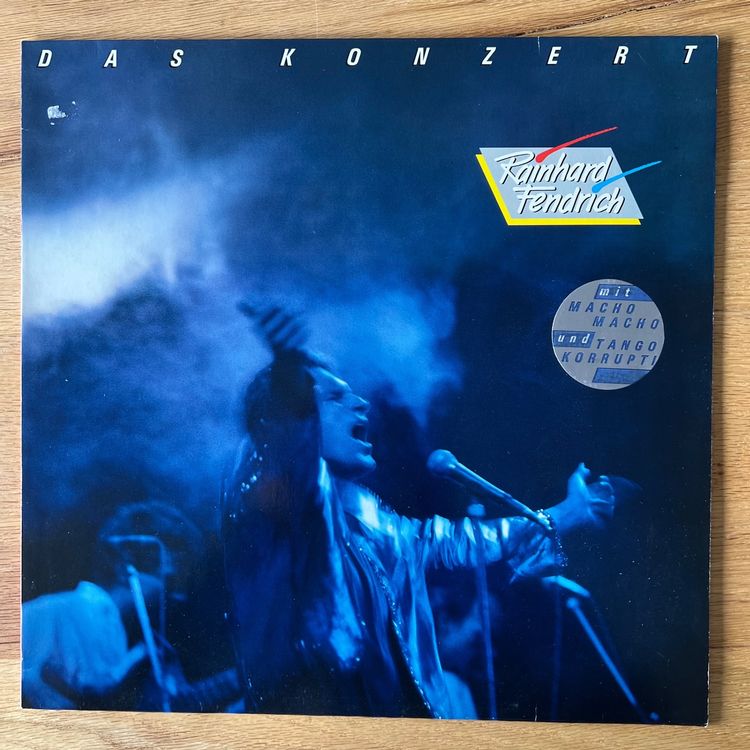 DAS KONZERT
Rainhard
Fendrich
mit
MACHO
MACHO
und TANGO
KORRUPTI